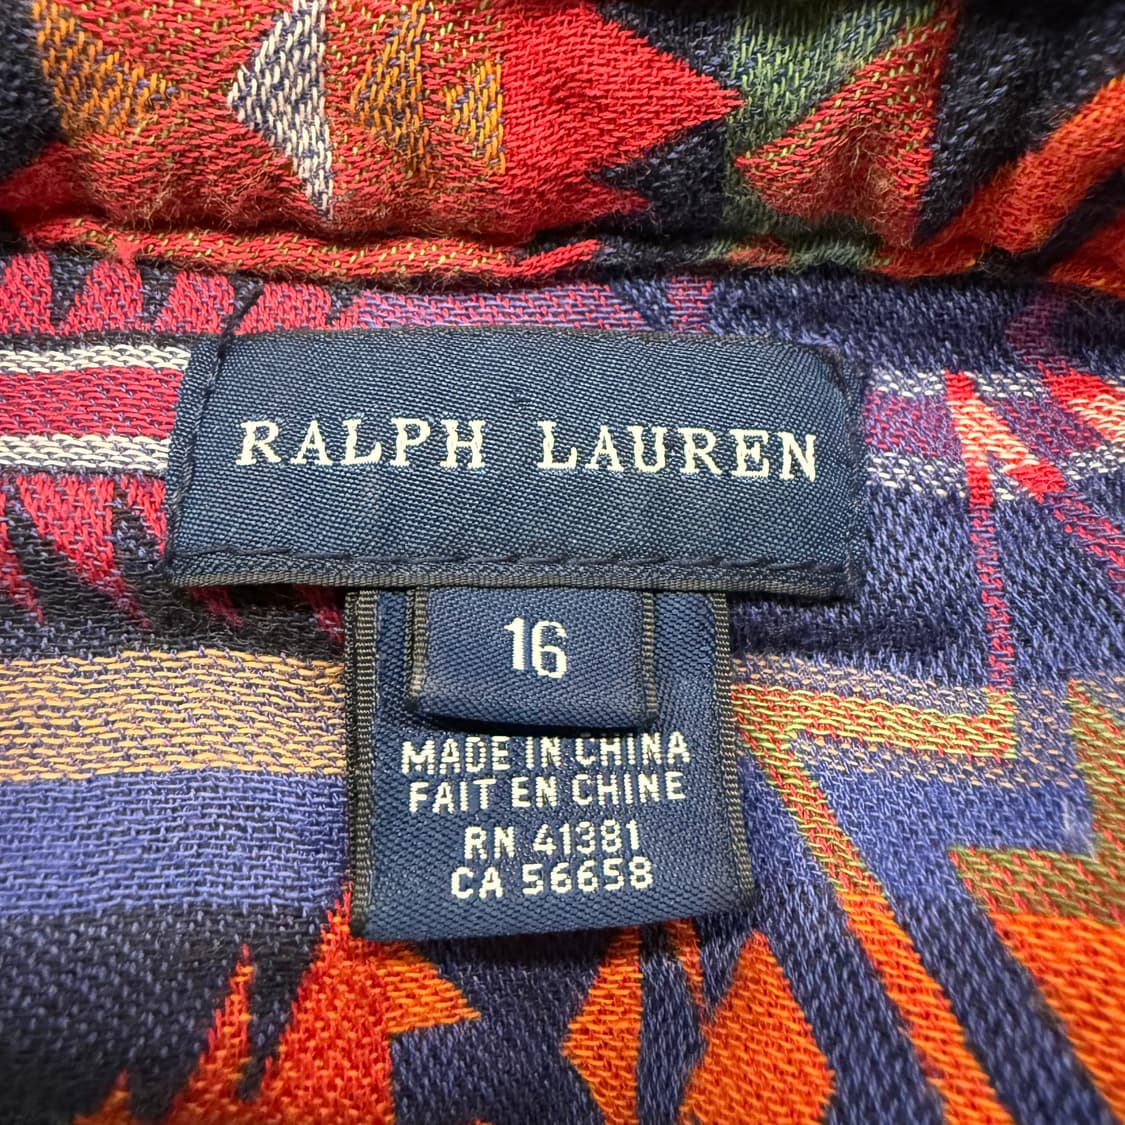 RALPH LAUREN
16
MADE IN CHINA
FAIT EN CHINE
RN 41381
CA 56658